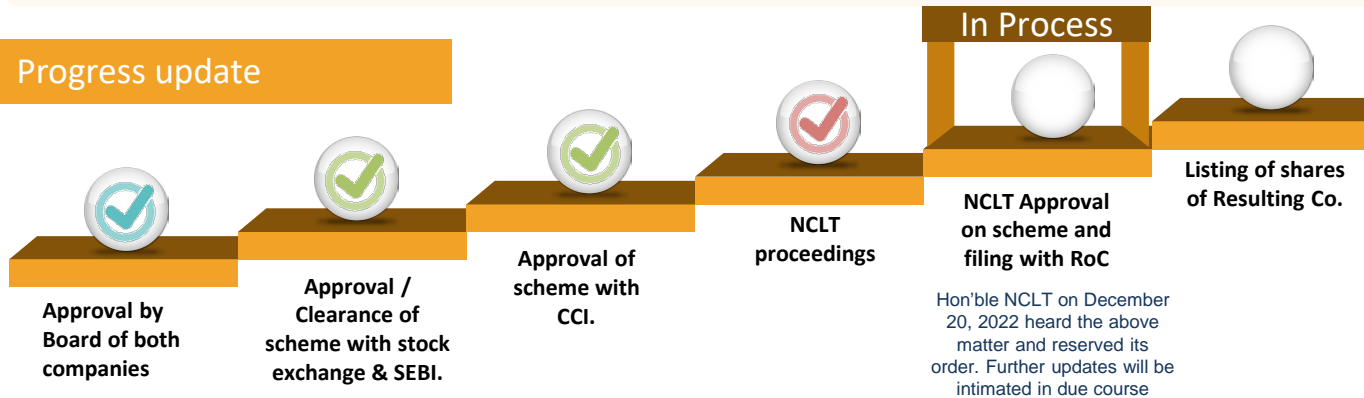 Progress update
In Process
Approval by
Board of both
companies
Approval /
Clearance of
scheme with stock
exchange & SEBI.
Approval of
scheme with
CCI.
NCLT
proceedings
NCLT Approval
on scheme and
filing with RoC
Hon’ble NCLT on December
20, 2022 heard the above
matter and reserved its
order. Further updates will be
intimated in due course
Listing of shares
of Resulting Co.